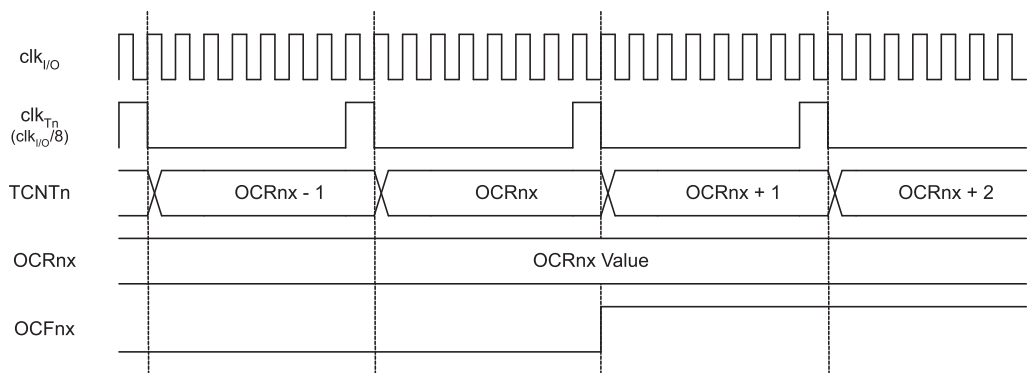 clkI/O
clkTn
(clkI/O/8)
TCNTn OCRnx - 1 OCRnx OCRnx + 1 OCRnx + 2
OCRnx OCRnx Value
OCFnx